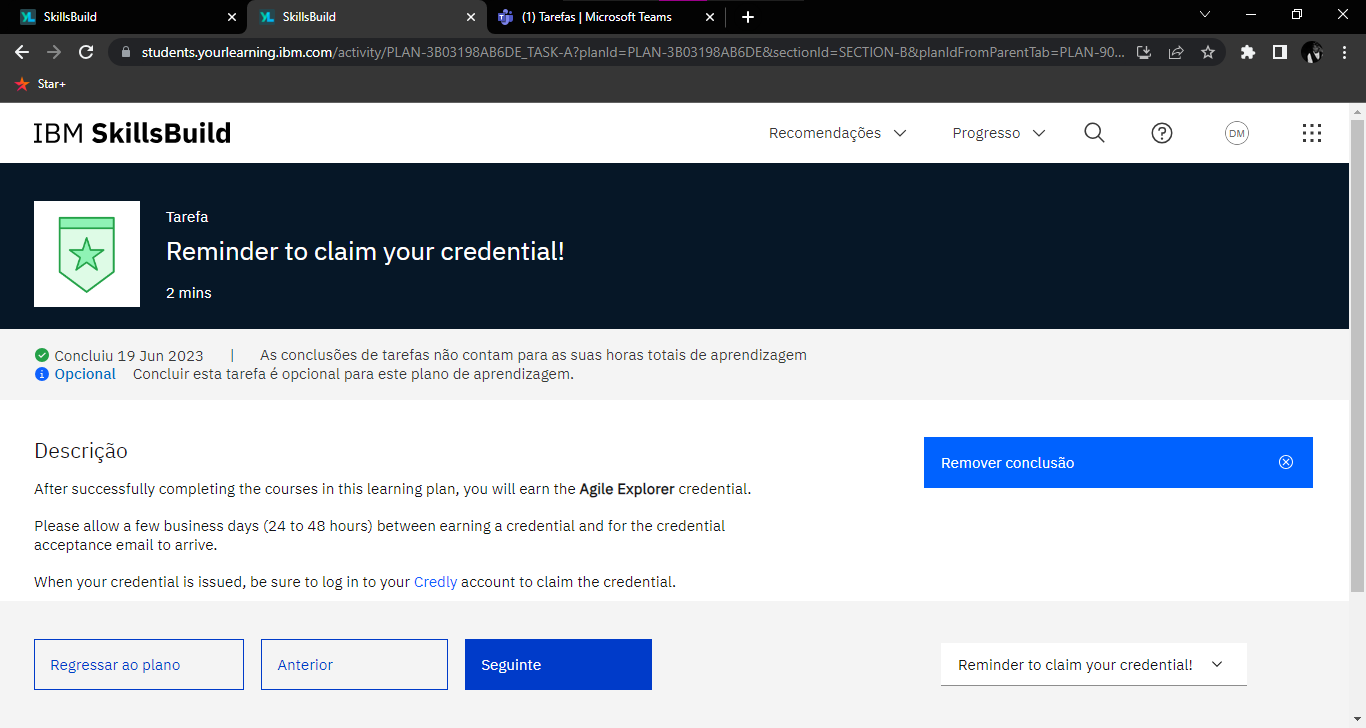 SkillsBuild
SkillsBuild
(1) Tarefas | Microsoft Teams
students.yourlearning.ibm.com/activity/PLAN-3B03198AB6DE_TASK-A?planId=PLAN-3B03198AB6DE&sectionId=SECTION-B&planIdFromParentTab=PLAN-90...
Star+
IBM SkillsBuild
Recomendações
Progresso
DM
Tarefa
Reminder to claim your credential!
2 mins
Concluiu 19 Jun 2023 | As conclusões de tarefas não contam para as suas horas totais de aprendizagem
Opcional Concluir esta tarefa é opcional para este plano de aprendizagem.
Descrição
Remover conclusão
After successfully completing the courses in this learning plan, you will earn the Agile Explorer credential.
Please allow a few business days (24 to 48 hours) between earning a credential and for the credential
acceptance email to arrive.
When your credential is issued, be sure to log in to your Credly account to claim the credential.
Regressar ao plano
Anterior
Seguinte
Reminder to claim your credential!